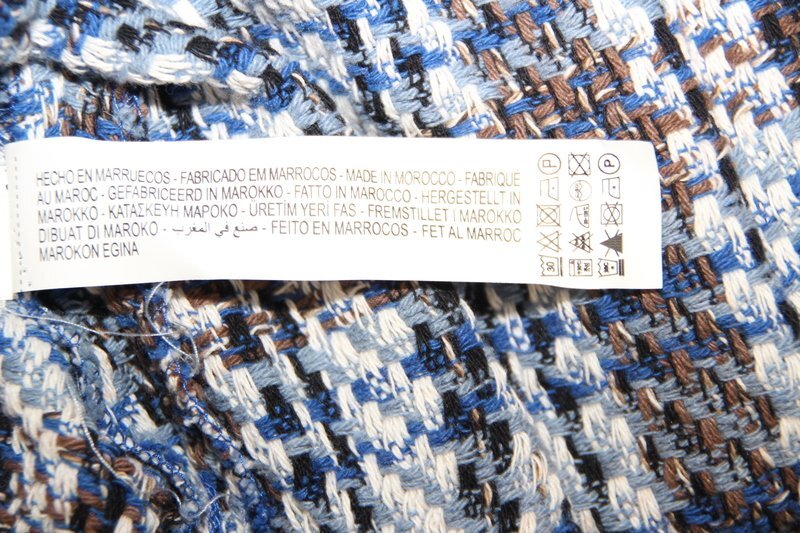 HECHO EN MARRUECOS - FABRICADO EM MARROCOS - MADE IN MOROCCO - FABRIQUE
AU MAROC - GEFABRICEERD IN MAROKKO - FATTO IN MAROCCO - HERGESTELLT IN
MAROKKO - ΚΑΤΑΣΚΕΥΗ ΜΑΡΟΚΟ - ÜRETİM YERİ FAS - FREMSTILLET I MAROKKO
DIBUAT DI MAROKO - صنع في المغرب - FEITO EN MARROCOS - FET AL MARROC
MAROKON EGINA